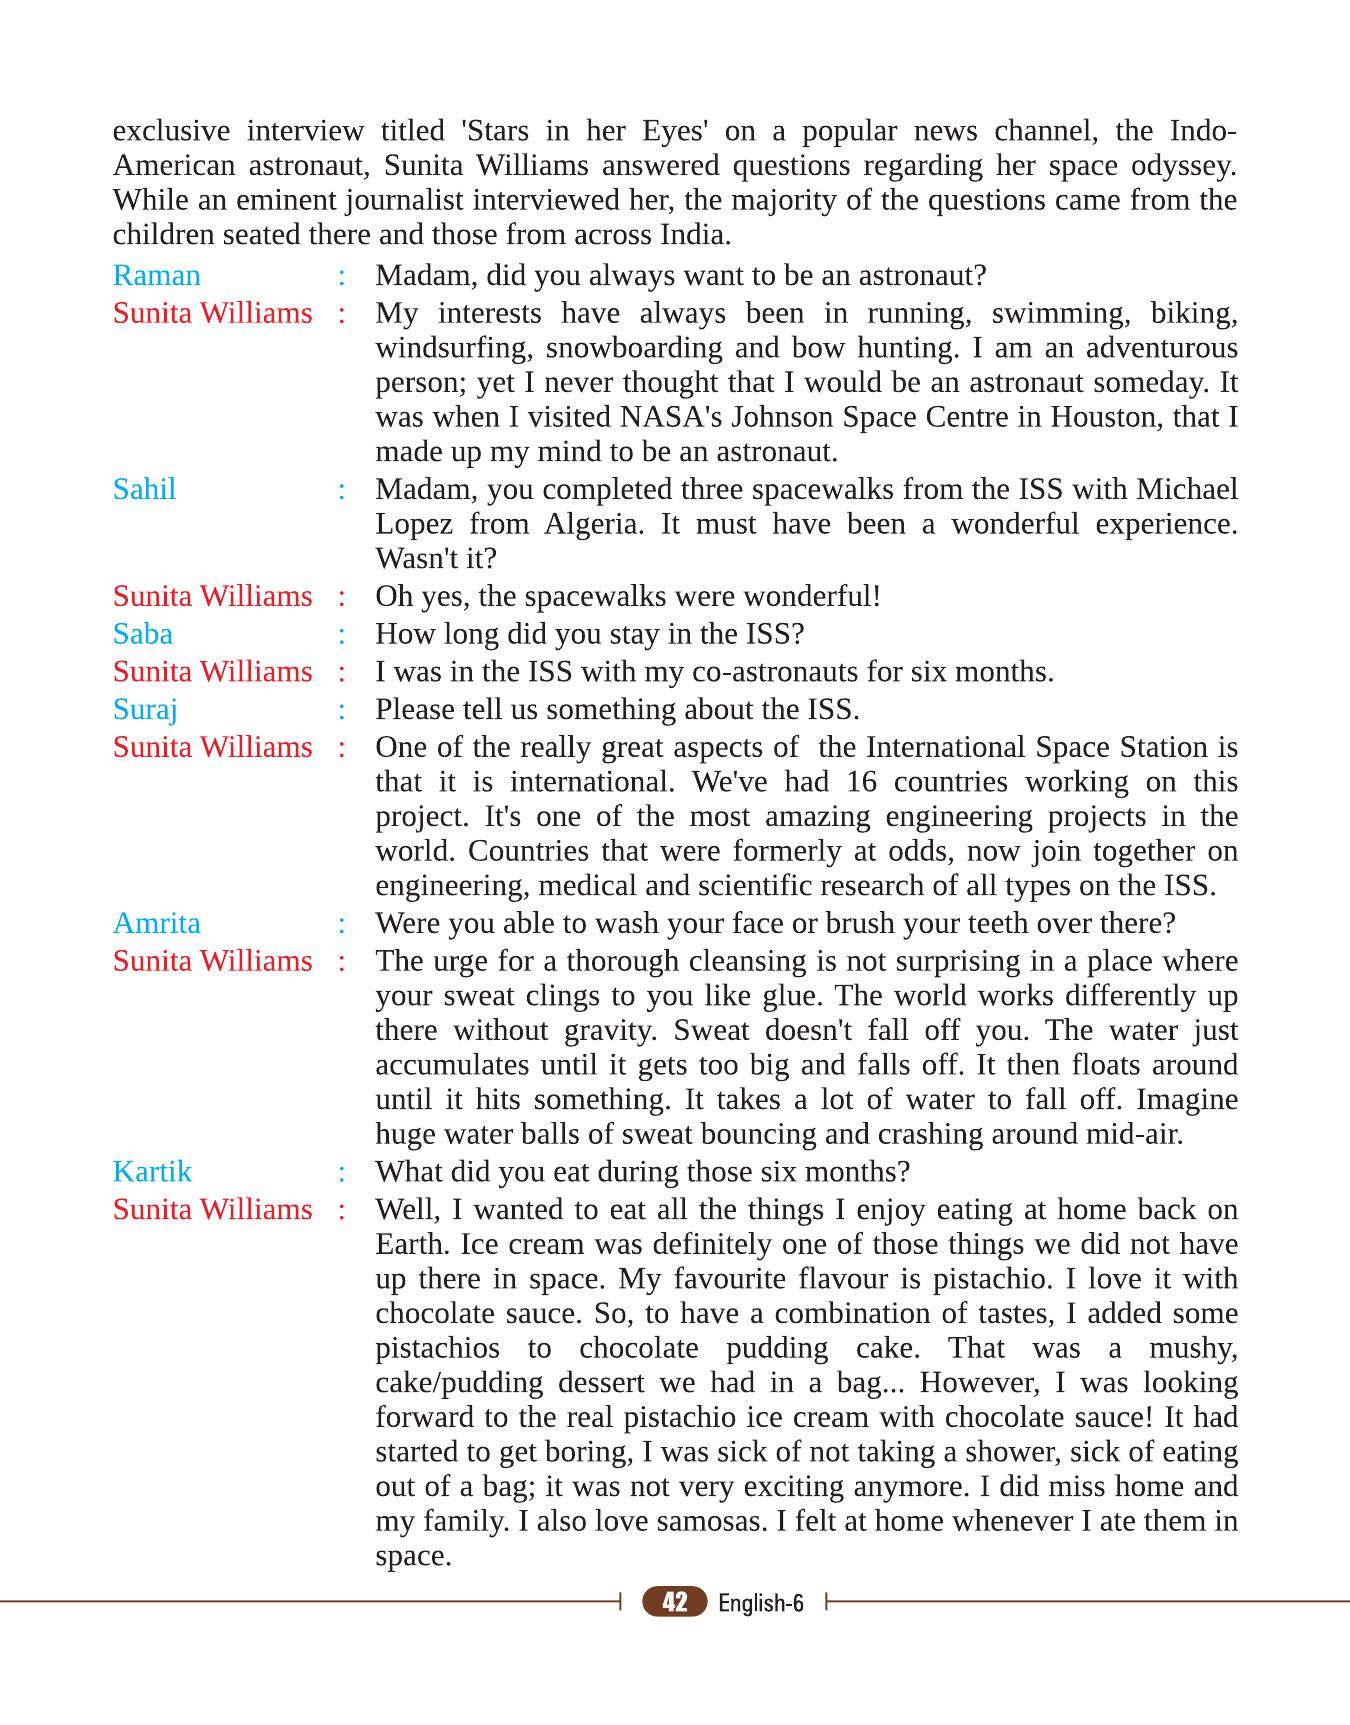 exclusive interview titled 'Stars in her Eyes' on a popular news channel, the Indo-
American astronaut, Sunita Williams answered questions regarding her space odyssey.
While an eminent journalist interviewed her, the majority of the questions came from the
children seated there and those from across India.
Raman : Madam, did you always want to be an astronaut?
Sunita Williams : My interests have always been in running, swimming, biking,
windsurfing, snowboarding and bow hunting. I am an adventurous
person; yet I never thought that I would be an astronaut someday. It
was when I visited NASA's Johnson Space Centre in Houston, that I
made up my mind to be an astronaut.
Sahil : Madam, you completed three spacewalks from the ISS with Michael
Lopez from Algeria. It must have been a wonderful experience.
Wasn't it?
Sunita Williams : Oh yes, the spacewalks were wonderful!
Saba : How long did you stay in the ISS?
Sunita Williams : I was in the ISS with my co-astronauts for six months.
Suraj : Please tell us something about the ISS.
Sunita Williams : One of the really great aspects of the International Space Station is
that it is international. We've had 16 countries working on this
project. It's one of the most amazing engineering projects in the
world. Countries that were formerly at odds, now join together on
engineering, medical and scientific research of all types on the ISS.
Amrita : Were you able to wash your face or brush your teeth over there?
Sunita Williams : The urge for a thorough cleansing is not surprising in a place where
your sweat clings to you like glue. The world works differently up
there without gravity. Sweat doesn't fall off you. The water just
accumulates until it gets too big and falls off. It then floats around
until it hits something. It takes a lot of water to fall off. Imagine
huge water balls of sweat bouncing and crashing around mid-air.
Kartik : What did you eat during those six months?
Sunita Williams : Well, I wanted to eat all the things I enjoy eating at home back on
Earth. Ice cream was definitely one of those things we did not have
up there in space. My favourite flavour is pistachio. I love it with
chocolate sauce. So, to have a combination of tastes, I added some
pistachios to chocolate pudding cake. That was a mushy,
cake/pudding dessert we had in a bag... However, I was looking
forward to the real pistachio ice cream with chocolate sauce! It had
started to get boring, I was sick of not taking a shower, sick of eating
out of a bag; it was not very exciting anymore. I did miss home and
my family. I also love samosas. I felt at home whenever I ate them in
space.
42 English-6